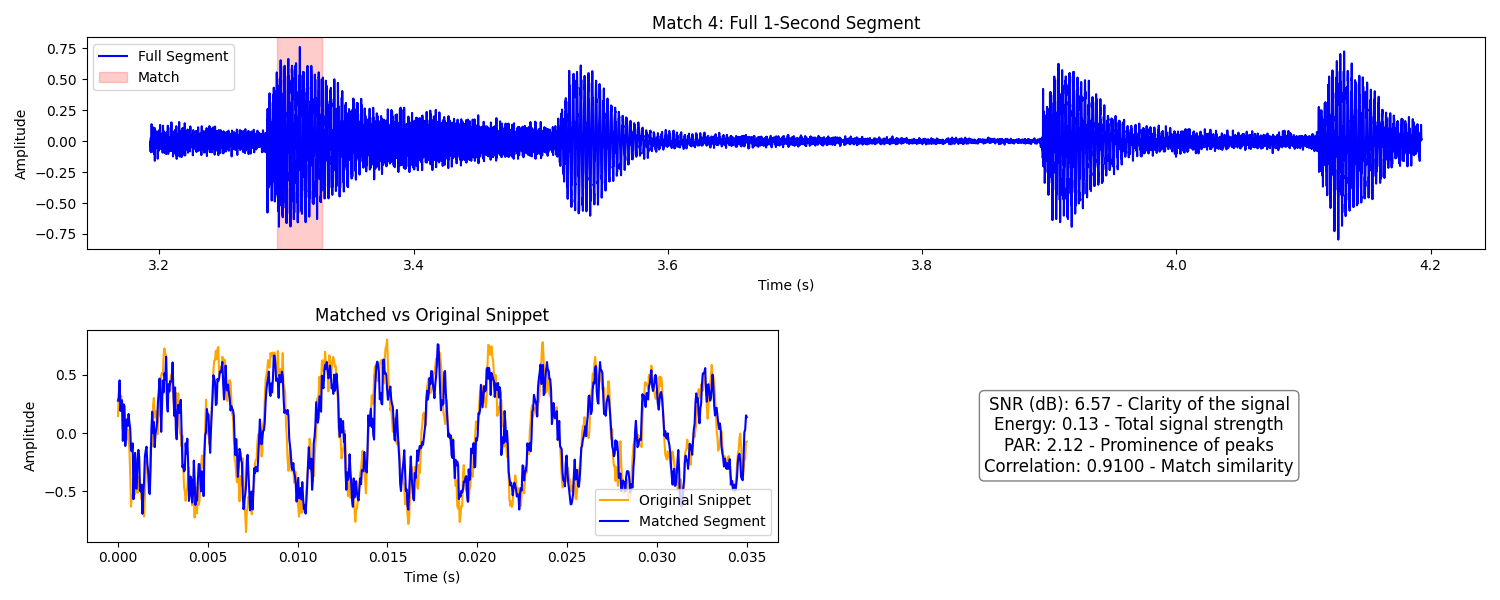 Match 4: Full 1-Second Segment
Full Segment
Match
Amplitude
0.75
0.50
0.25
0.00
−0.25
−0.50
−0.75
3.2 3.4 3.6 3.8 4.0 4.2
Time (s)
Matched vs Original Snippet
Amplitude
0.5
0.0
−0.5
Original Snippet
Matched Segment
0.000 0.005 0.010 0.015 0.020 0.025 0.030 0.035
Time (s)
SNR (dB): 6.57 - Clarity of the signal
Energy: 0.13 - Total signal strength
PAR: 2.12 - Prominence of peaks
Correlation: 0.9100 - Match similarity